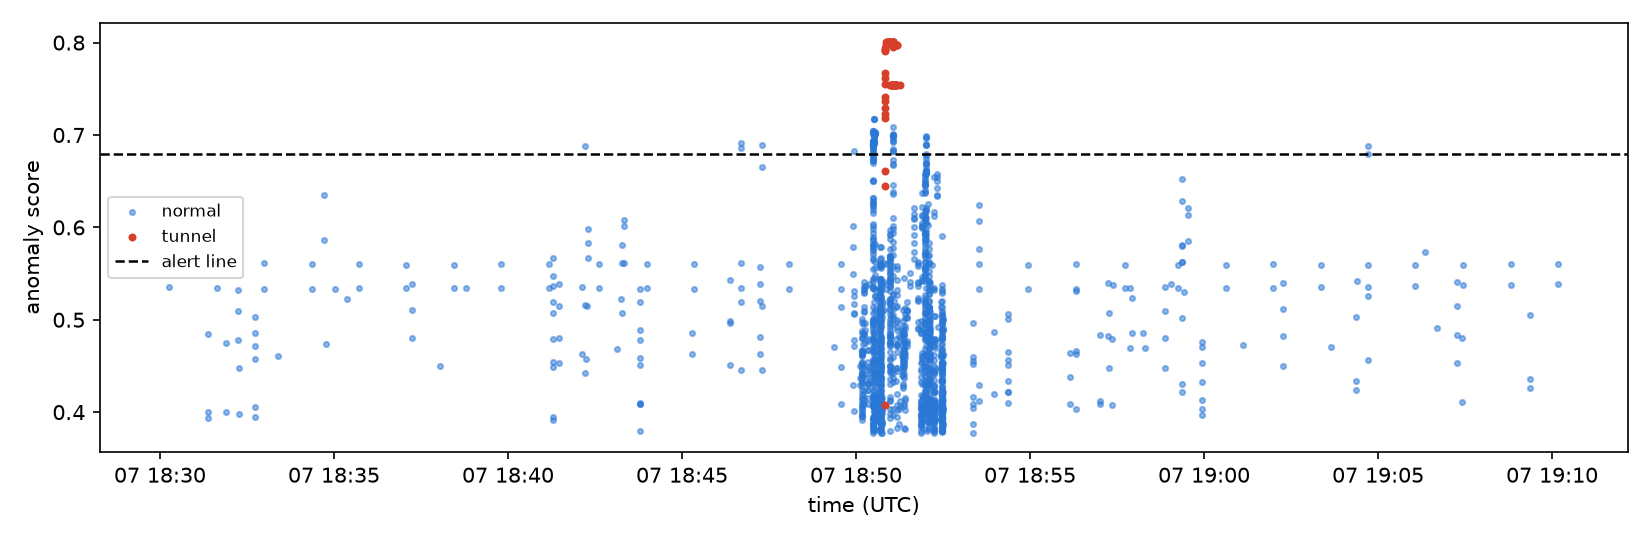 0.8
0.7
0.6
0.5
0.4
anomaly score
normal
tunnel
alert line
07 18:30
07 18:35
07 18:40
07 18:45
07 18:50
07 18:55
07 19:00
07 19:05
07 19:10
time (UTC)